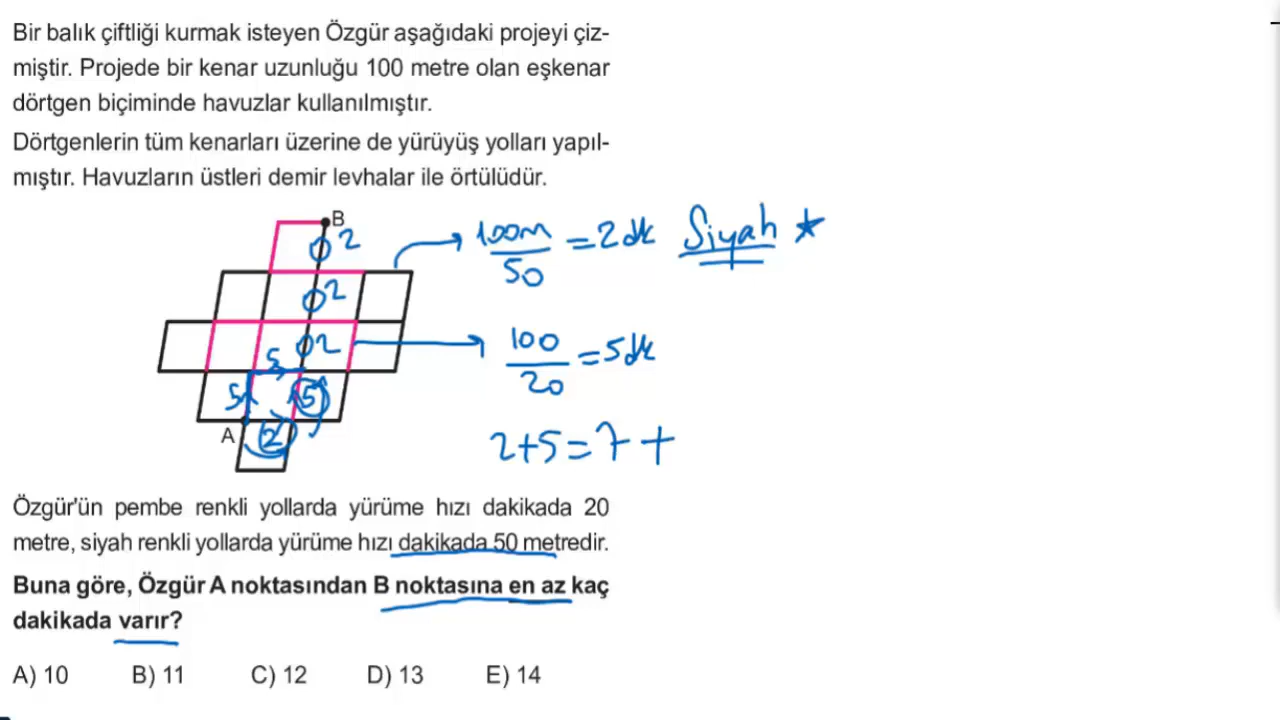 Bir balık çiftliği kurmak isteyen Özgür aşağıdaki projeyi çiz-
miştir. Projede bir kenar uzunluğu 100 metre olan eşkenar
dörtgen biçiminde havuzlar kullanılmıştır.
Dörtgenlerin tüm kenarları üzerine de yürüyüş yolları yapıl-
mıştır. Havuzların üstleri demir levhalar ile örtülüdür.
B
2
100m/50 = 2dk Siyah
2
2
100/20 = 5dk
5
5
5
A
2
2+5=7+
Özgür'ün pembe renkli yollarda yürüme hızı dakikada 20
metre, siyah renkli yollarda yürüme hızı dakikada 50 metredir.
Buna göre, Özgür A noktasından B noktasına en az kaç
dakikada varır?
A) 10 B) 11 C) 12 D) 13 E) 14